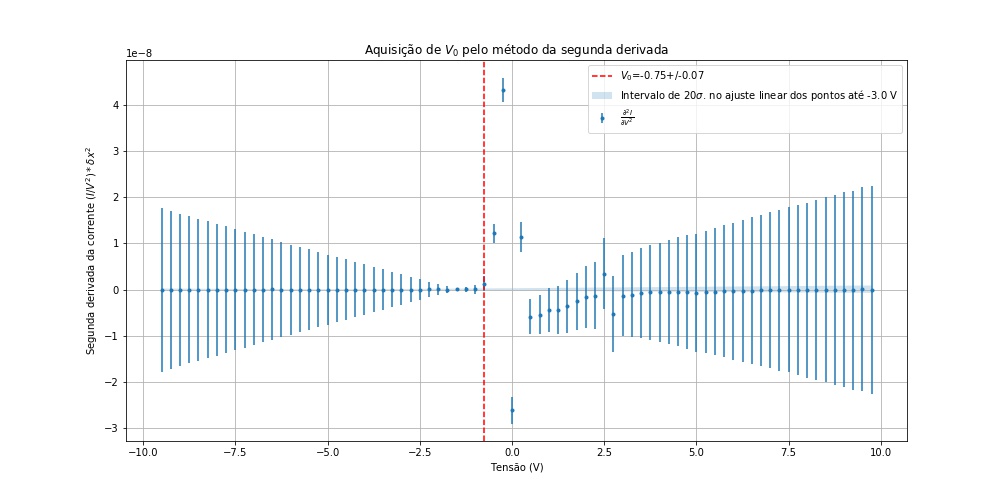 Aquisição de V₀ pelo método da segunda derivada
1e−8
V₀=-0.75+/-0.07
Intervalo de 20σ. no ajuste linear dos pontos até -3.0 V
∂²I/∂V²
Segunda derivada da corrente (I/V²) * δx²
4
3
2
1
0
−1
−2
−3
−10.0 −7.5 −5.0 −2.5 0.0 2.5 5.0 7.5 10.0
Tensão (V)